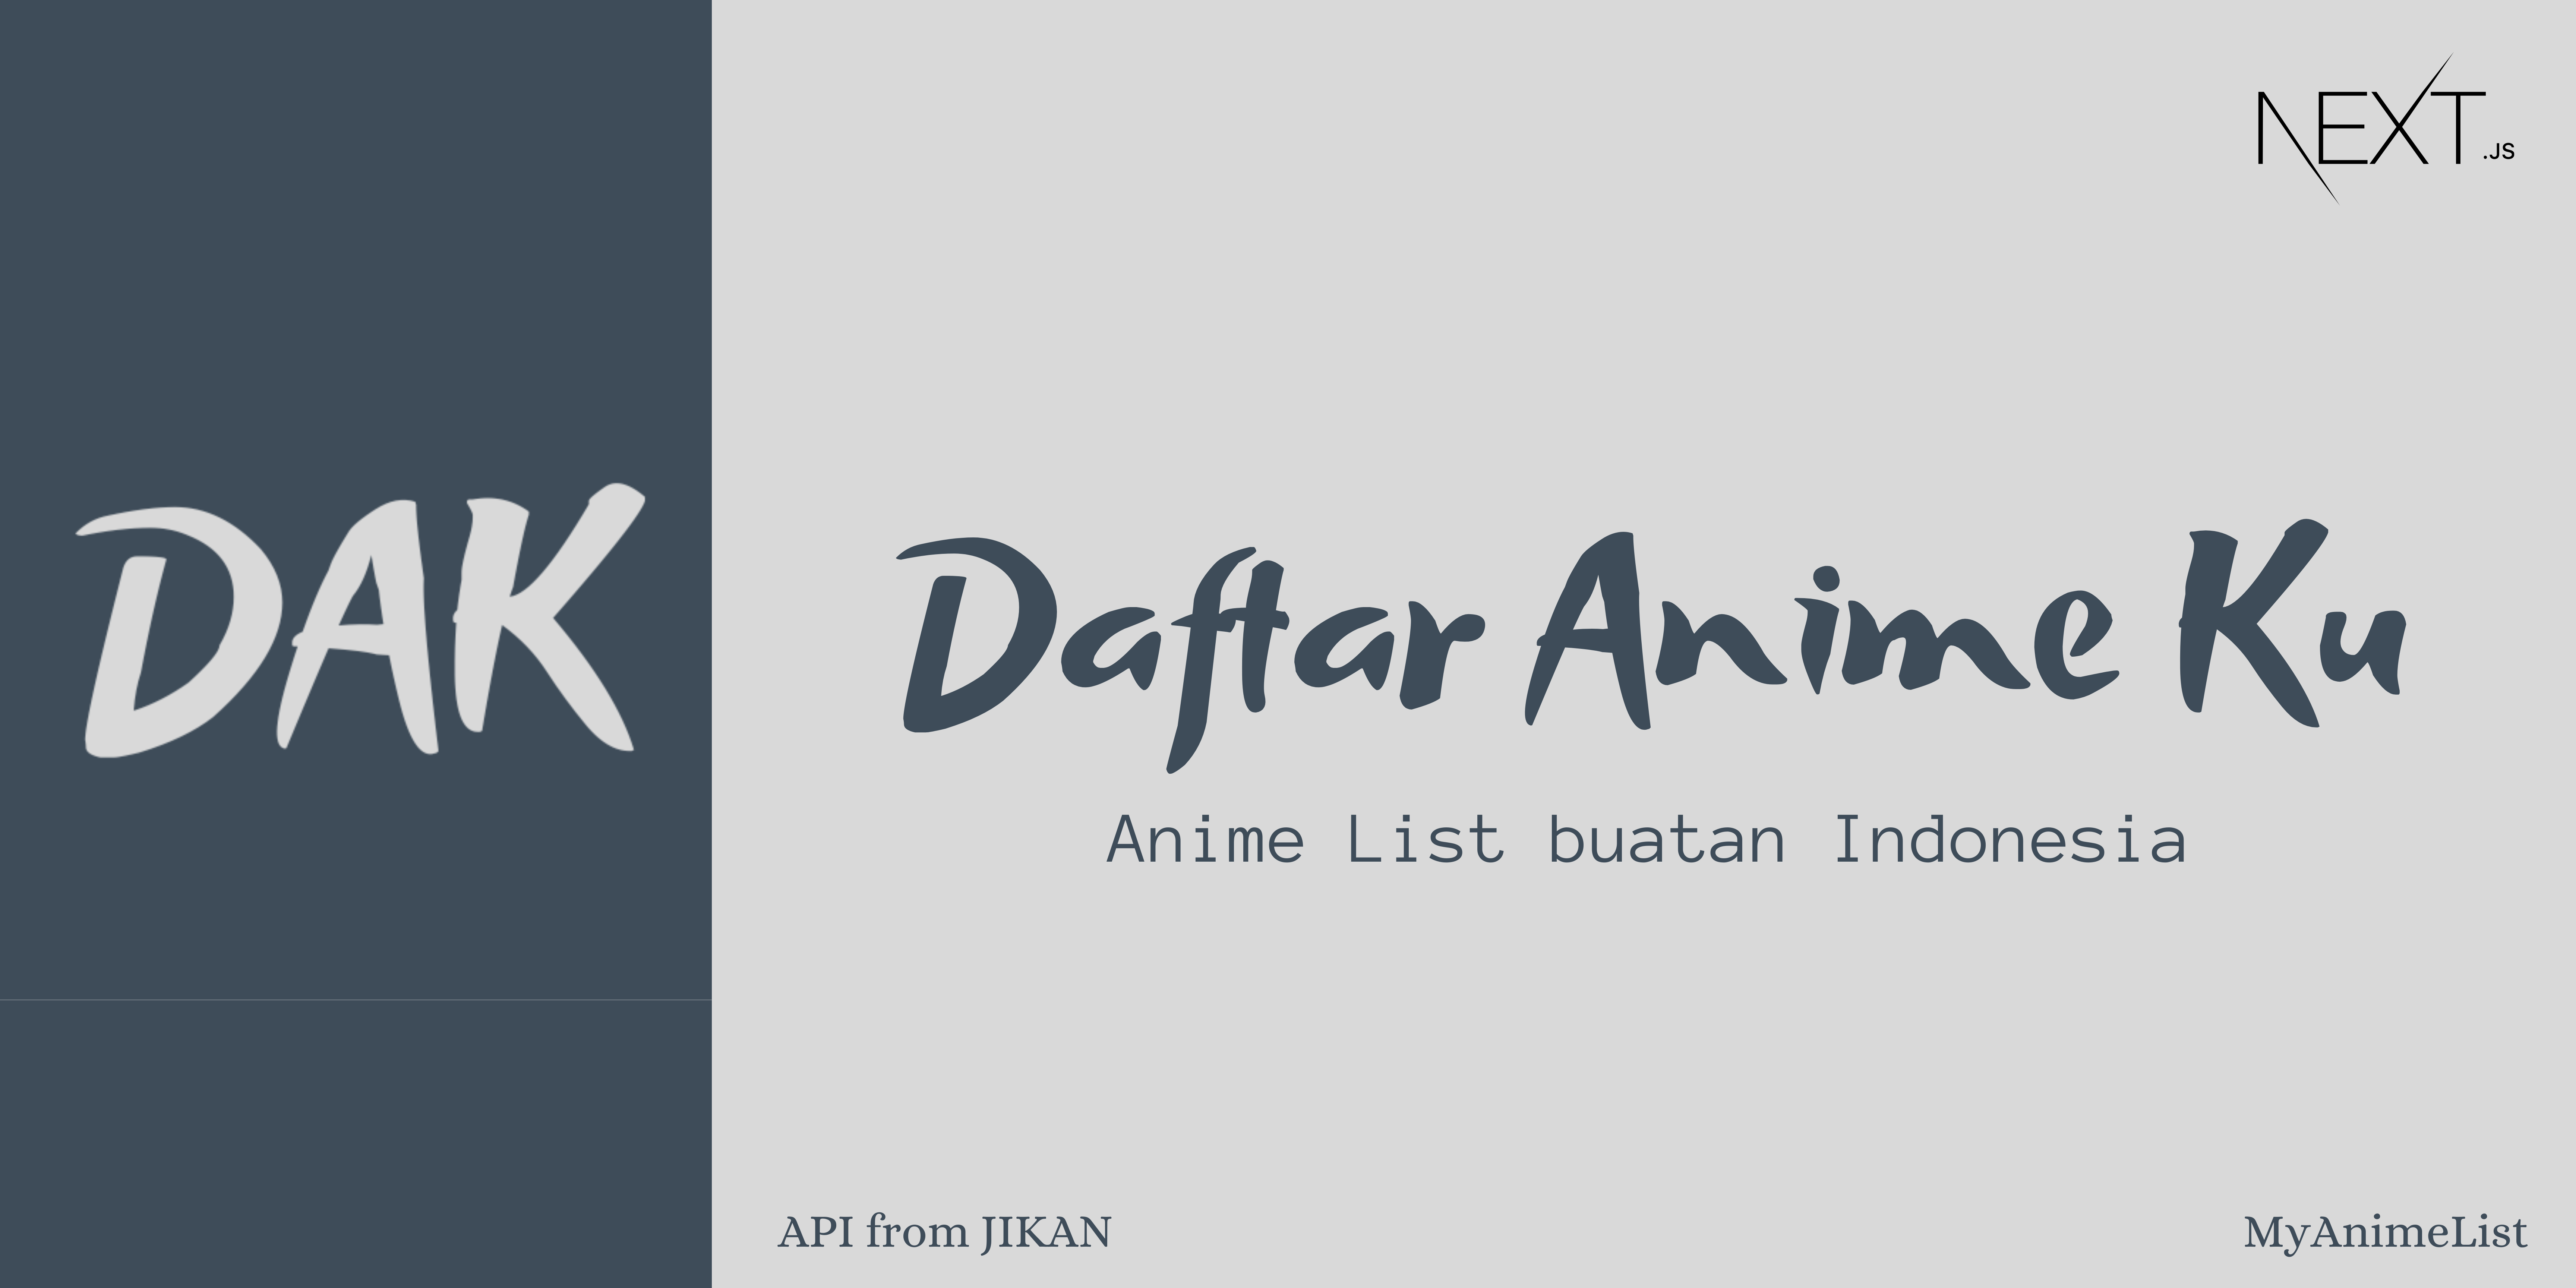 NEXT.JS
DAK
Daftar Anime Ku
Anime List buatan Indonesia
API from JIKAN
MyAnimeList